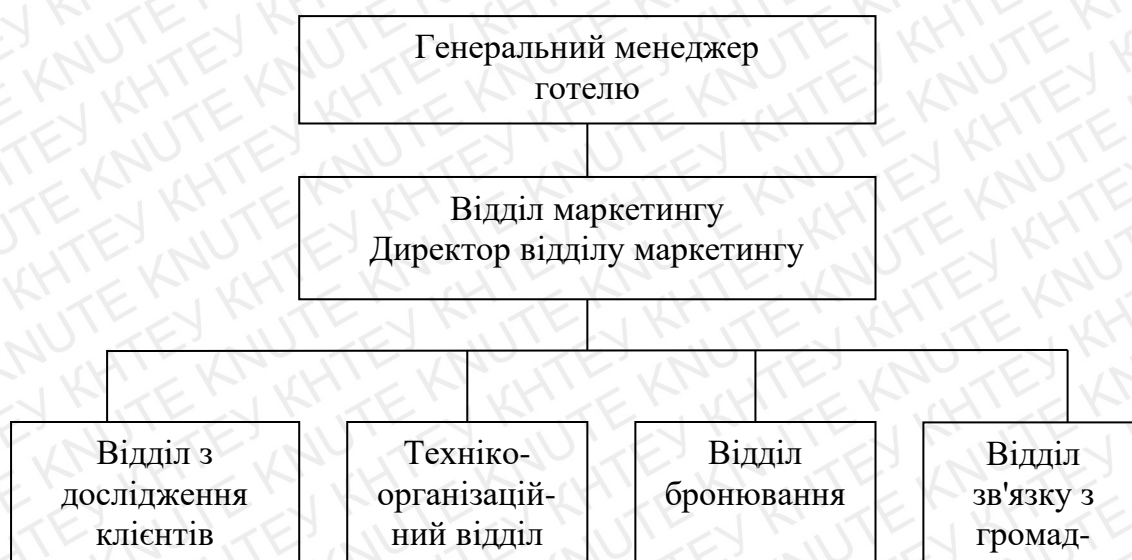 Генеральний менеджер
готелю
Відділ маркетингу
Директор відділу маркетингу
Відділ з
дослідження
клієнтів
Техніко-
організацій-
ний відділ
Відділ
бронювання
Відділ
зв'язку з
громад-